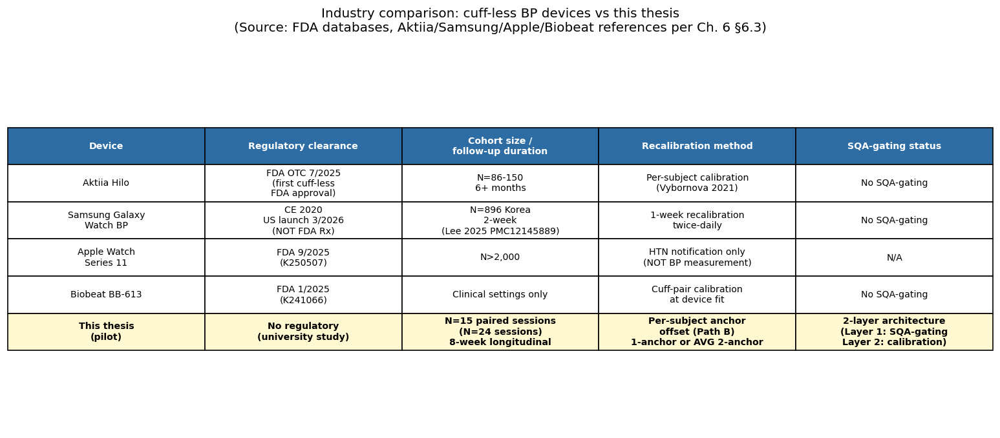 Industry comparison: cuff-less BP devices vs this thesis
(Source: FDA databases, Aktiia/Samsung/Apple/Biobeat references per Ch. 6 §6.3)
Device
Regulatory clearance
Cohort size /
follow-up duration
Recalibration method
SQA-gating status
Aktiia Hilo
FDA OTC 7/2025
(first cuff-less
FDA approval)
N=86-150
6+ months
Per-subject calibration
(Vybornova 2021)
No SQA-gating
Samsung Galaxy
Watch BP
CE 2020
US launch 3/2026
(NOT FDA Rx)
N=896 Korea
2-week
(Lee 2025 PMC12145889)
1-week recalibration
twice-daily
No SQA-gating
Apple Watch
Series 11
FDA 9/2025
(K250507)
N>2,000
HTN notification only
(NOT BP measurement)
N/A
Biobeat BB-613
FDA 1/2025
(K241066)
Clinical settings only
Cuff-pair calibration
at device fit
No SQA-gating
This thesis
(pilot)
No regulatory
(university study)
N=15 paired sessions
(N=24 sessions)
8-week longitudinal
Per-subject anchor
offset (Path B)
1-anchor or AVG 2-anchor
2-layer architecture
(Layer 1: SQA-gating
Layer 2: calibration)